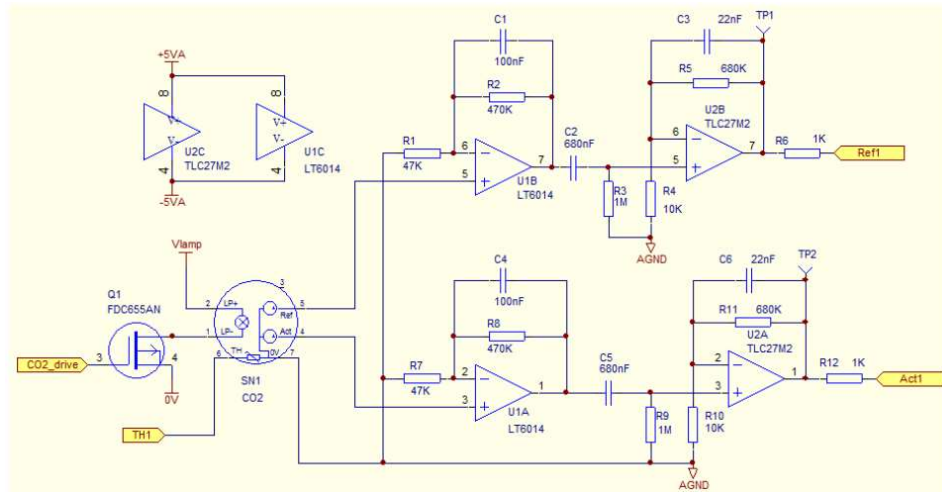 C1
100nF
R2
470K
R1
47K
6
5
7
U1B
LT6014
C2
680nF
R3
1M
C3 22nF
TP1
R5 680K
U2B
TLC27M2
6
5
7
R4
10K
R6 1K
Ref1
AGND
+5VA
8
8
V+
V-
V+
V-
U2C
TLC27M2
U1C
LT6014
4
4
-5VA
Vlamp
Q1
FDC655AN
CO2_drive
3
4
0V
2
1
6
LP+
LP-
TH
3
Ref
Act
0V
5
4
7
SN1
CO2
TH1
C4
100nF
R8
470K
R7
47K
2
3
1
U1A
LT6014
C5
680nF
R9
1M
C6 22nF
TP2
R11 680K
U2A
TLC27M2
2
3
1
R10
10K
R12 1K
Act1
AGND